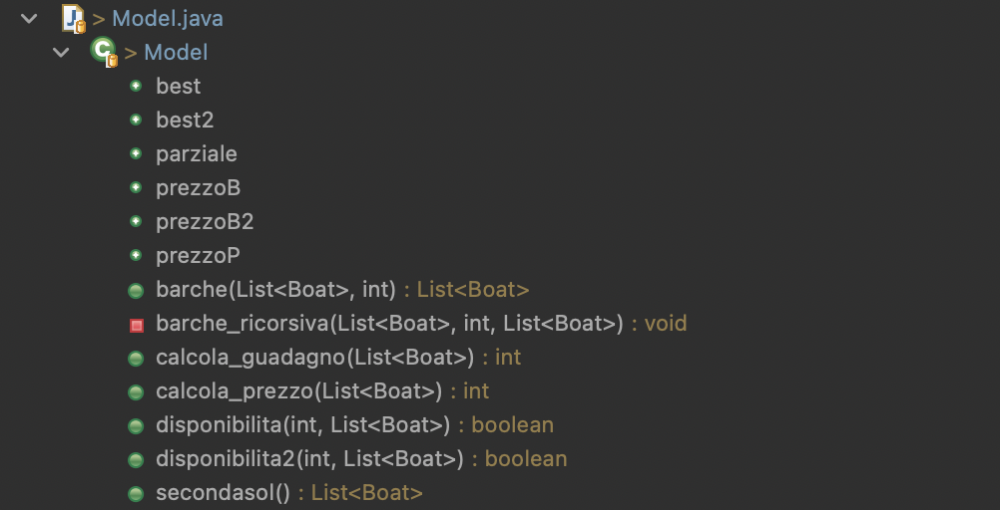 > Model.java
> Model
best
best2
parziale
prezzoB
prezzoB2
prezzoP
barche(List<Boat>, int) : List<Boat>
barche_ricorsiva(List<Boat>, int, List<Boat>) : void
calcola_guadagno(List<Boat>) : int
calcola_prezzo(List<Boat>) : int
disponibilita(int, List<Boat>) : boolean
disponibilita2(int, List<Boat>) : boolean
secondasol() : List<Boat>